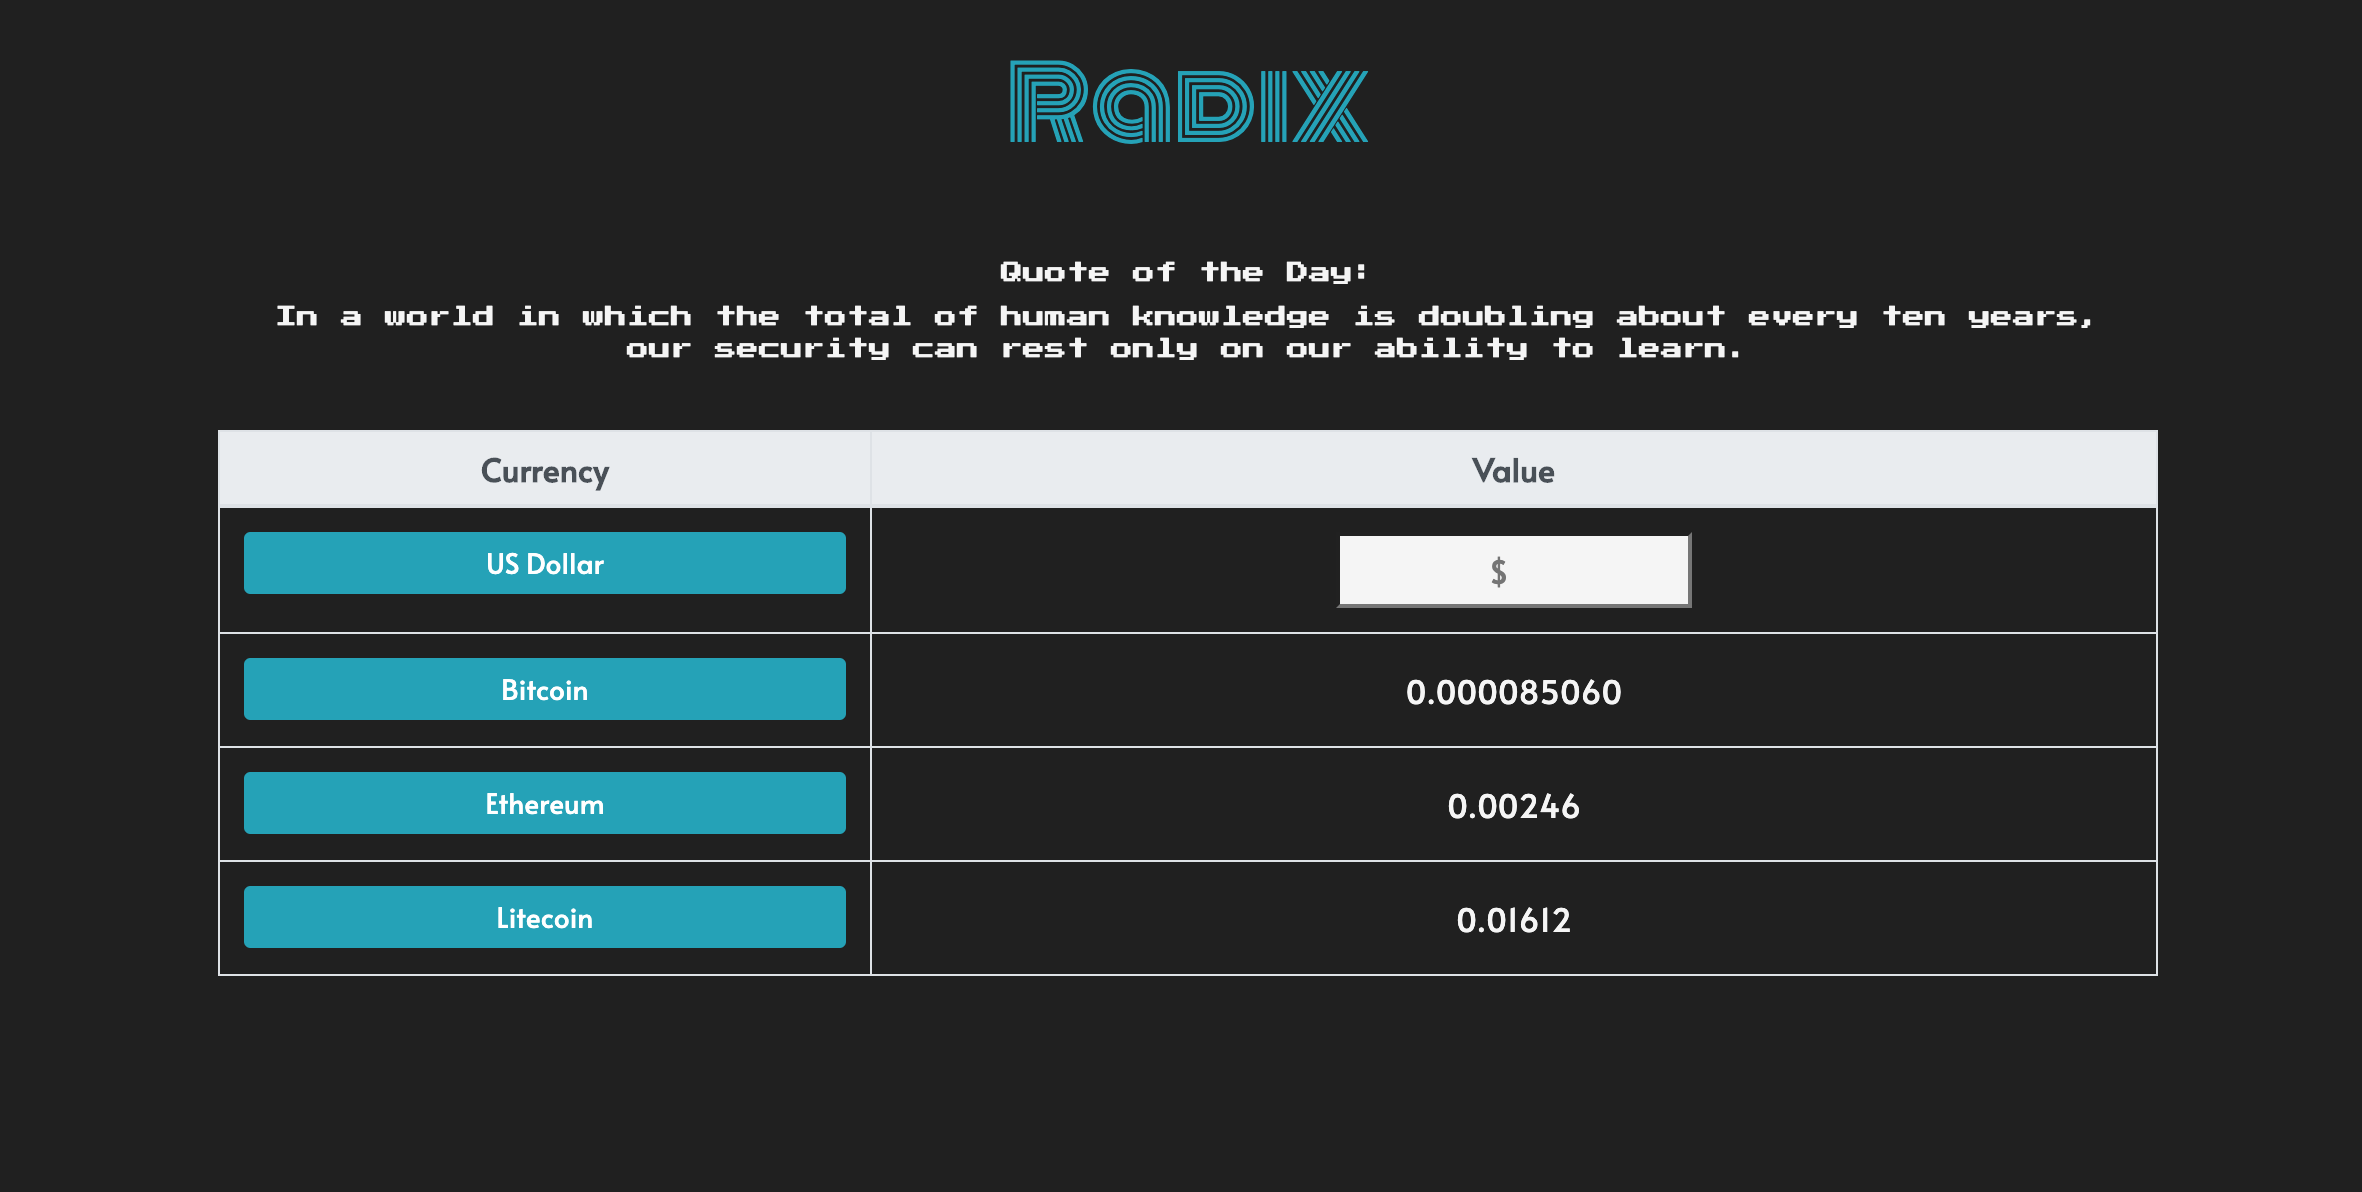 Radix
Quote of the Day:
In a world in which the total of human knowledge is doubling about every ten years,
our security can rest only on our ability to learn.
Currency Value
US Dollar $
Bitcoin 0.000085060
Ethereum 0.00246
Litecoin 0.01612